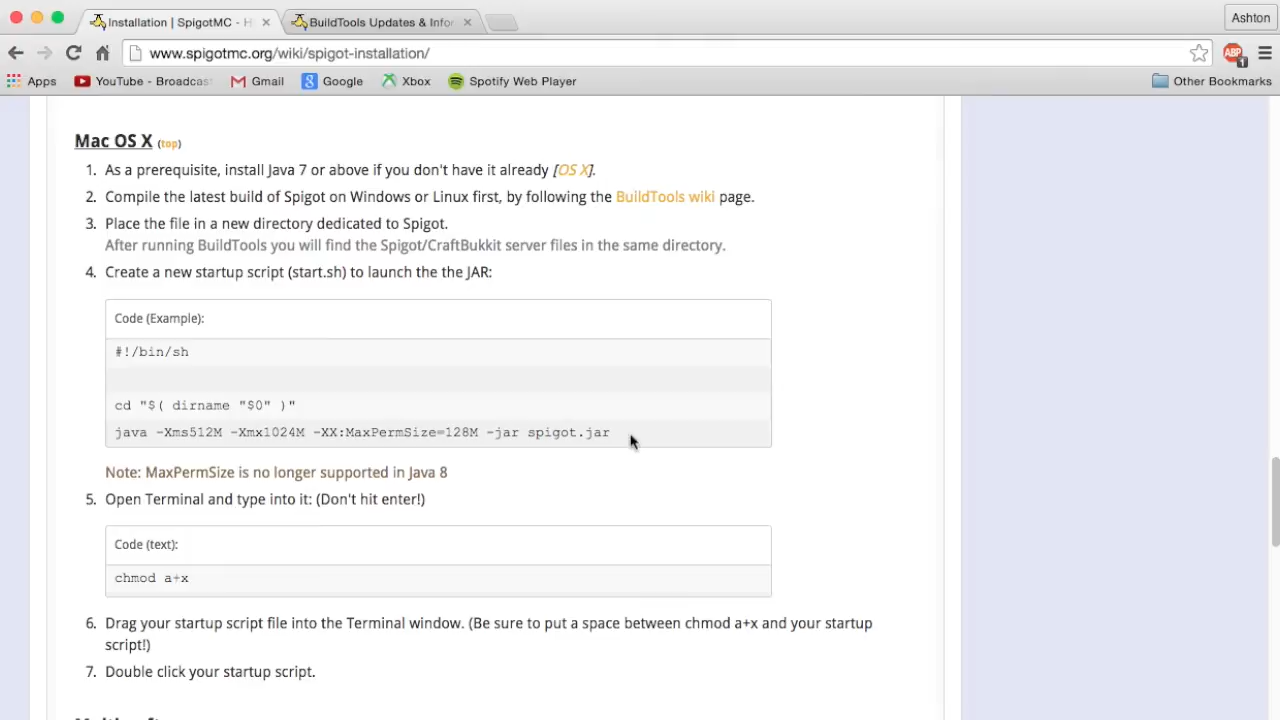 Installation | SpigotMC - H
BuildTools Updates & Infor
Ashton
www.spigotmc.org/wiki/spigot-installation/
ABP
1
Apps
YouTube - Broadcas
Gmail
8 Google
Xbox
Spotify Web Player
Other Bookmarks
Mac OS X (top)
1. As a prerequisite, install Java 7 or above if you don't have it already [OS X].
2. Compile the latest build of Spigot on Windows or Linux first, by following the BuildTools wiki page.
3. Place the file in a new directory dedicated to Spigot.
After running BuildTools you will find the Spigot/CraftBukkit server files in the same directory.
4. Create a new startup script (start.sh) to launch the the JAR:
Code (Example):
#!/bin/sh
cd "$( dirname "$0" )"
java -Xms512M -Xmx1024M -XX:MaxPermSize=128M -jar spigot.jar
Note: MaxPermSize is no longer supported in Java 8
5. Open Terminal and type into it: (Don't hit enter!)
Code (text):
chmod a+x
6. Drag your startup script file into the Terminal window. (Be sure to put a space between chmod a+x and your startup
script!)
7. Double click your startup script.